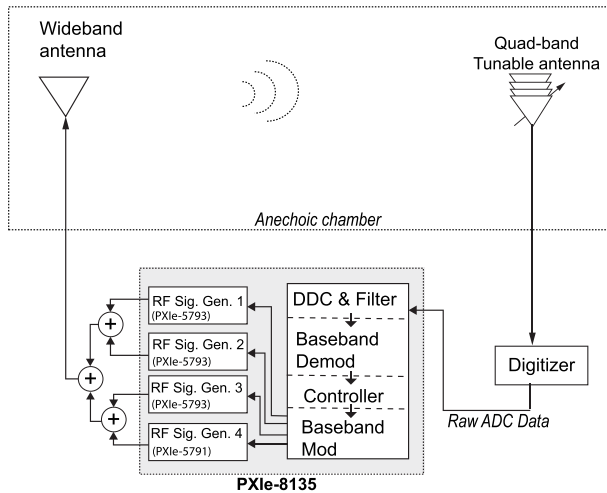 Wideband
antenna
Quad-band
Tunable antenna
Anechoic chamber
RF Sig. Gen. 1
(PXIe-5793)
RF Sig. Gen. 2
(PXIe-5793)
RF Sig. Gen. 3
(PXIe-5793)
RF Sig. Gen. 4
(PXIe-5791)
+
+
+
DDC & Filter
Baseband
Demod
Controller
Baseband
Mod
Digitizer
Raw ADC Data
PXIe-8135